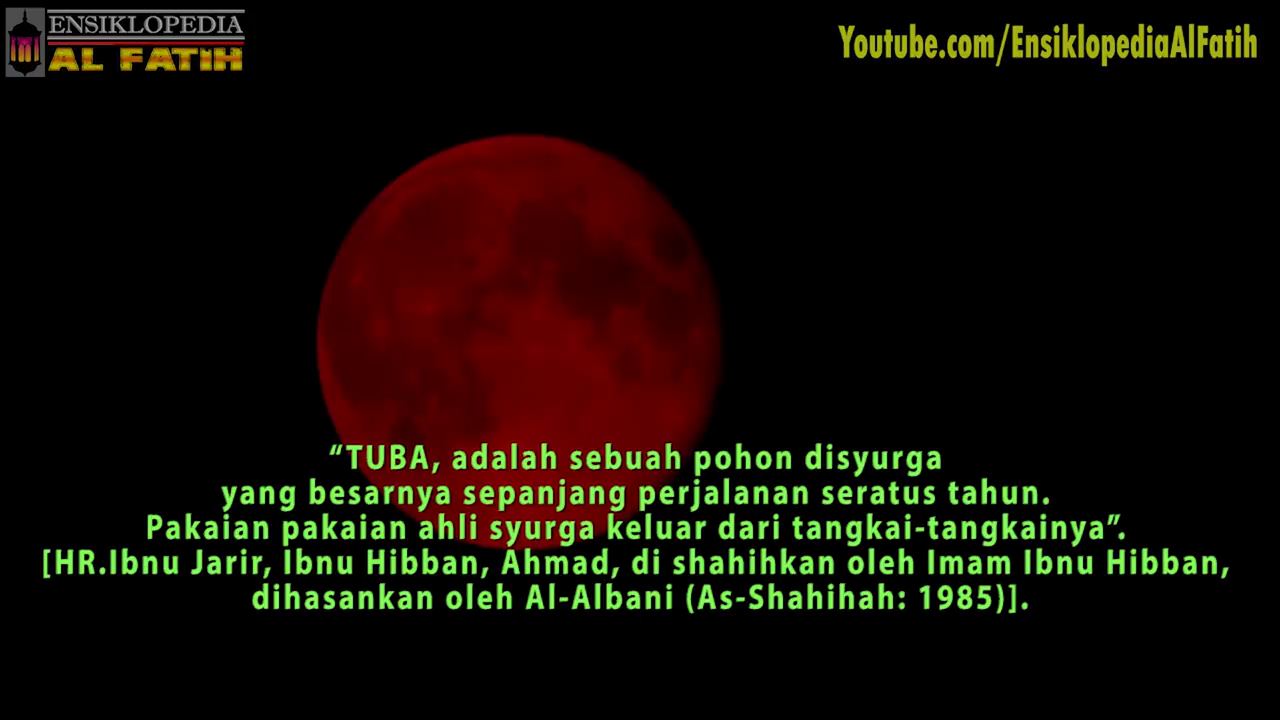 ENSIKLOPEDIA
AL FATIH
Youtube.com/EnsiklopediaAlFatih
“TUBA, adalah sebuah pohon disyurga
yang besarnya sepanjang perjalanan seratus tahun.
Pakaian pakaian ahli syurga keluar dari tangkai-tangkainya”.
[HR.Ibnu Jarir, Ibnu Hibban, Ahmad, di shahihkan oleh Imam Ibnu Hibban,
dihasankan oleh Al-Albani (As-Shahihah: 1985)].